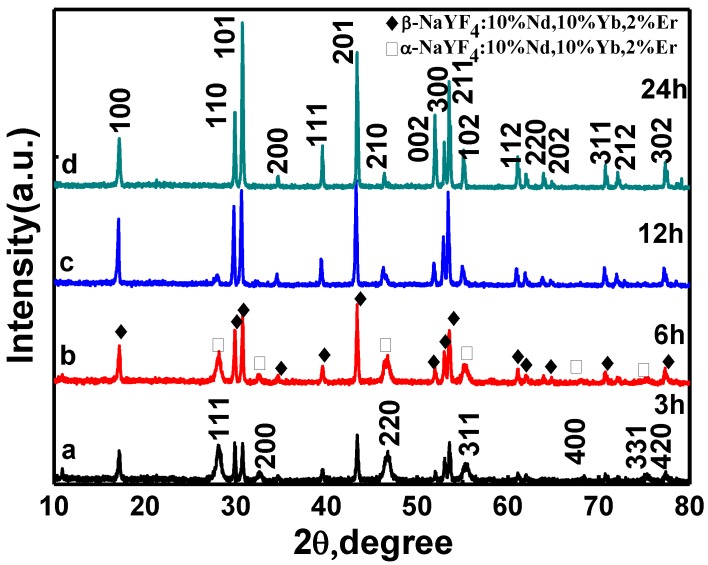 ◆ β-NaYF4:10%Nd,10%Yb,2%Er
□ α-NaYF4:10%Nd,10%Yb,2%Er
24h
100 110 101 200 111 201 210 002 300 211 102 112 220 202 311 212 302
d
12h
c
6h
b
3h
111 200 220 311 400 331 420
a
10 20 30 40 50 60 70 80
2θ,degree
Intensity(a.u.)